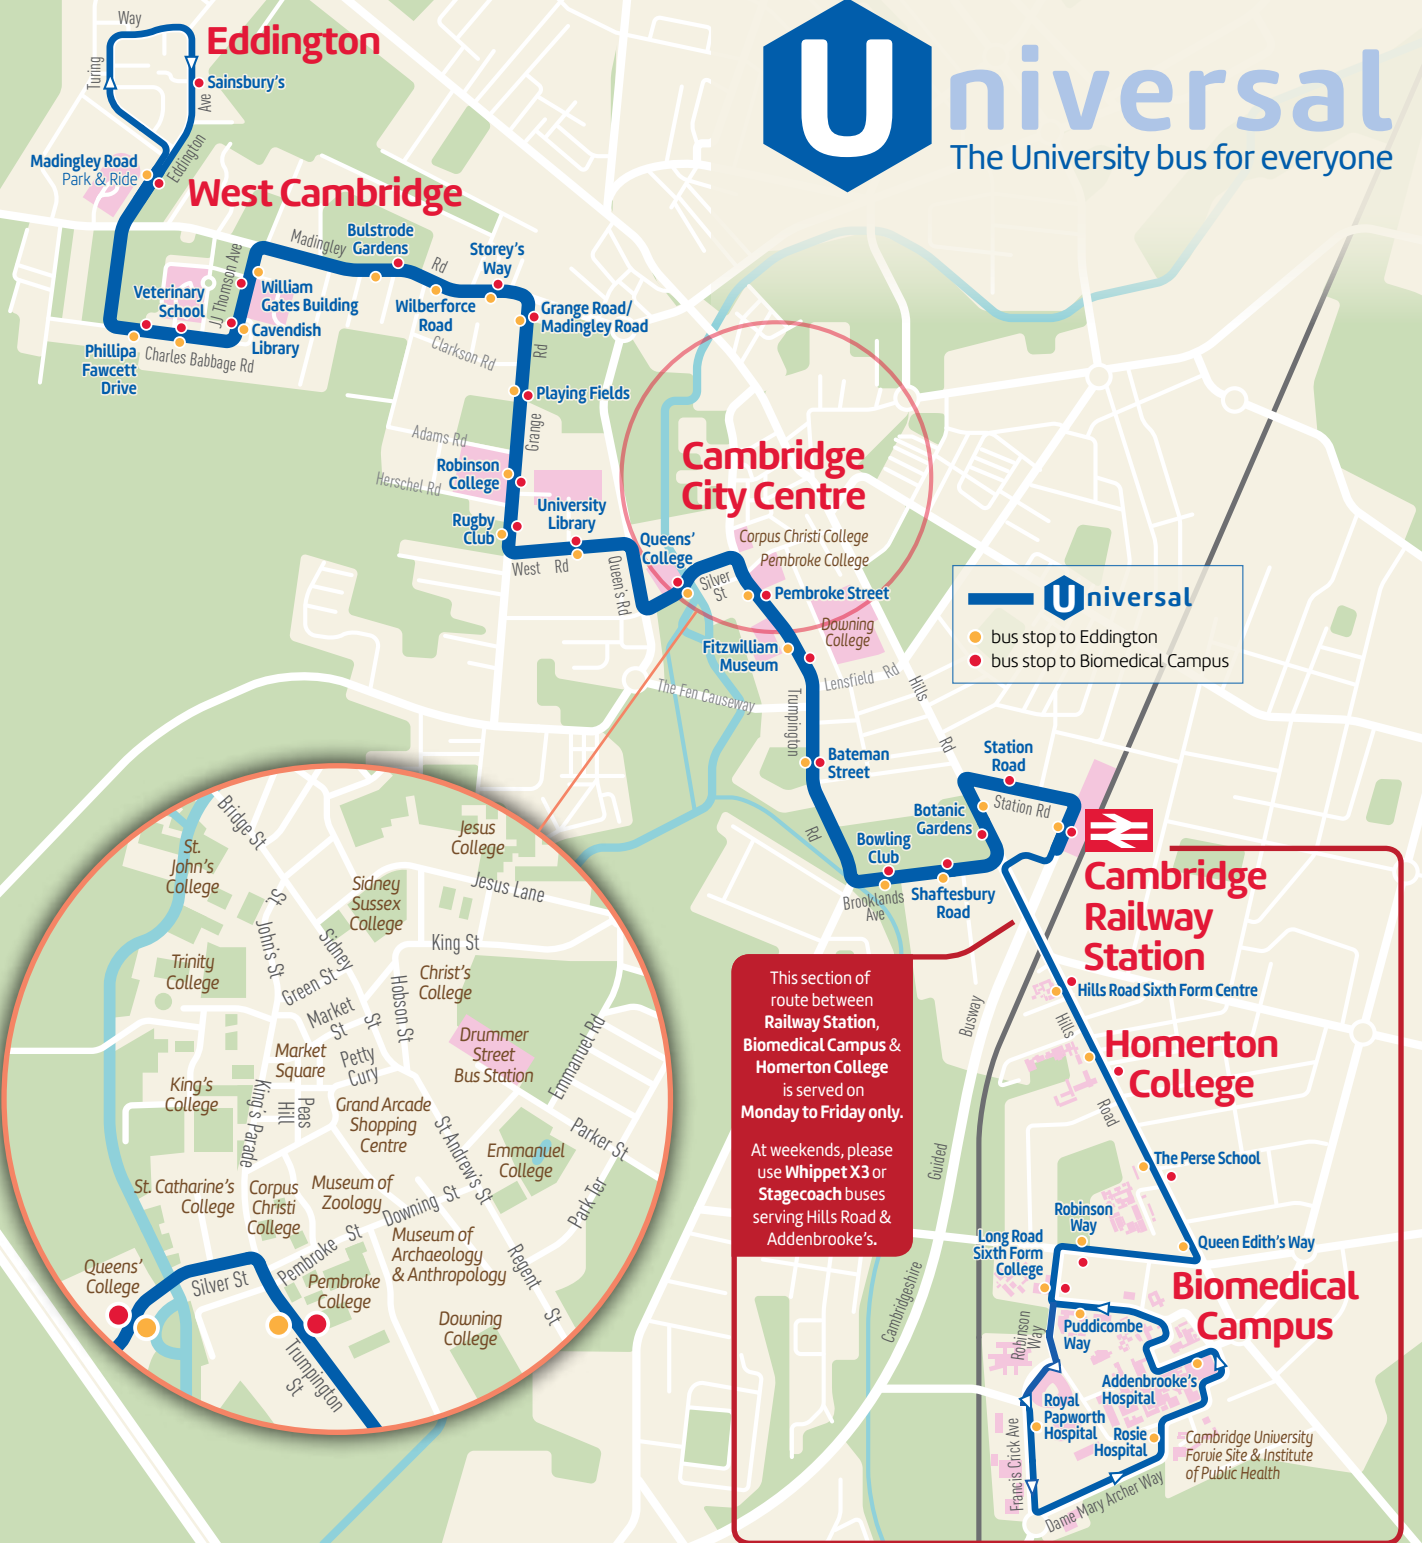 Universal
The University bus for everyone
Way
Eddington
Turing
Sainsbury's
Ave
Eddington
Madingley Road
Park & Ride
West Cambridge
Madingley
Rd
Bulstrode
Gardens
Storey's
Way
JJ Thomson Ave
William
Gates Building
Veterinary
School
Wilberforce
Road
Grange Road/
Madingley Road
Cavendish
Library
Phillipa
Fawcett
Drive
Charles Babbage Rd
Clarkson Rd
Rd
Playing Fields
Grange
Adams Rd
Herschel Rd
Robinson
College
Rugby
Club
University
Library
West Rd
Queen's Rd
Cambridge
City Centre
Corpus Christi College
Pembroke College
Queens'
College
Silver
St
Pembroke Street
Downing
College
Fitzwilliam
Museum
Lensfield Rd
The Fen Causeway
Hills
Rd
Trumpington
Rd
Bateman
Street
Universal
bus stop to Eddington
bus stop to Biomedical Campus
Station
Road
Station Rd
Botanic
Gardens
Bowling
Club
Brooklands
Ave
Shaftesbury
Road
Cambridge
Railway
Station
This section of
route between
Railway Station,
Biomedical Campus &
Homerton College
is served on
Monday to Friday only.
At weekends, please
use Whippet X3 or
Stagecoach buses
serving Hills Road &
Addenbrooke's.
Busway
Guided
Cambridgeshire
Hills Road Sixth Form Centre
Hills
Road
Homerton
College
The Perse School
Robinson
Way
Long Road
Sixth Form
College
Queen Edith's Way
Biomedical
Campus
Robinson
Way
Puddicombe
Way
Addenbrooke's
Hospital
Royal
Papworth
Hospital
Rosie
Hospital
Francis Crick Ave
Dame Mary Archer Way
Cambridge University
Forvie Site & Institute
of Public Health
Bridge St
St.
John's
College
Jesus
College
Jesus Lane
Sidney
Sussex
College
St.
John's St
Sidney
King St
Trinity
College
Green St
Christ's
College
Hobson St
Market
St
St
Drummer
Street
Bus Station
Emmanuel Rd
Market
Square
Petty
Cury
King's
College
King's Parade
Peas
Hill
Grand Arcade
Shopping
Centre
St Andrew's St
Parker St
Emmanuel
College
Park Ter
St. Catharine's
College
Corpus
Christi
College
Museum of
Zoology
Downing St
Pembroke St
Museum of
Archaeology
& Anthropology
Regent
St
Queens'
College
Silver St
Pembroke
College
Downing
College
Trumpington
St